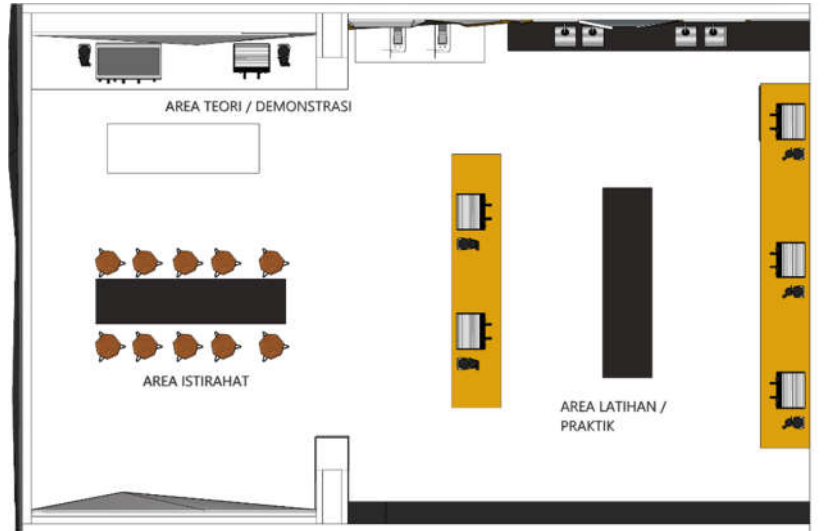 AREA TEORI / DEMONSTRASI
AREA ISTIRAHAT
AREA LATIHAN /
PRAKTIK